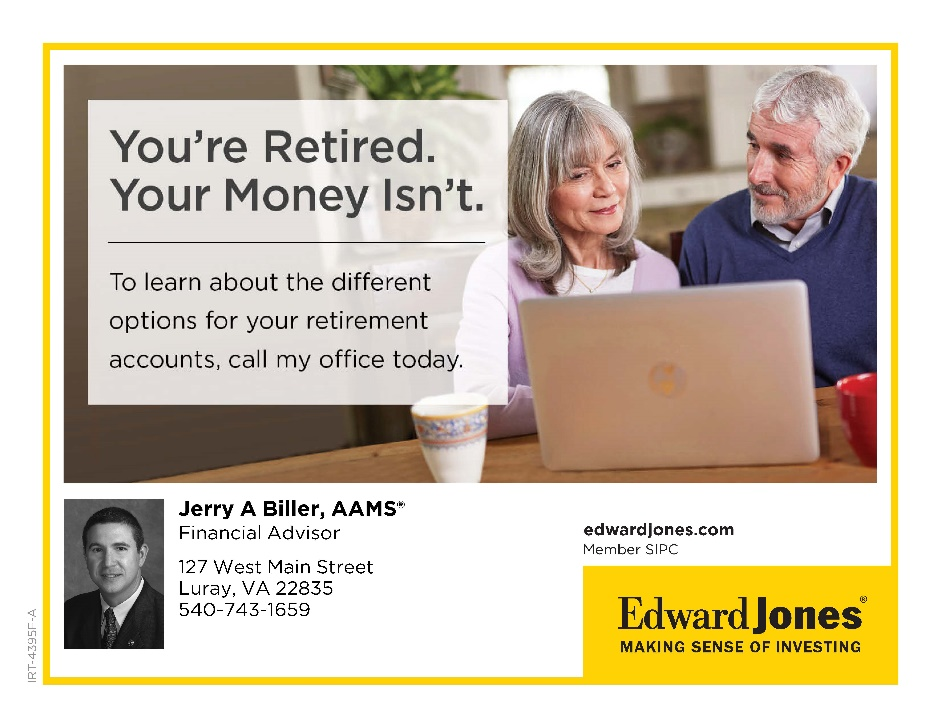 You're Retired.
Your Money Isn't.
To learn about the different
options for your retirement
accounts, call my office today.
Jerry A Biller, AAMS®
Financial Advisor
127 West Main Street
Luray, VA 22835
540-743-1659
edwardjones.com
Member SIPC
Edward Jones®
MAKING SENSE OF INVESTING
IRT-4395F-A